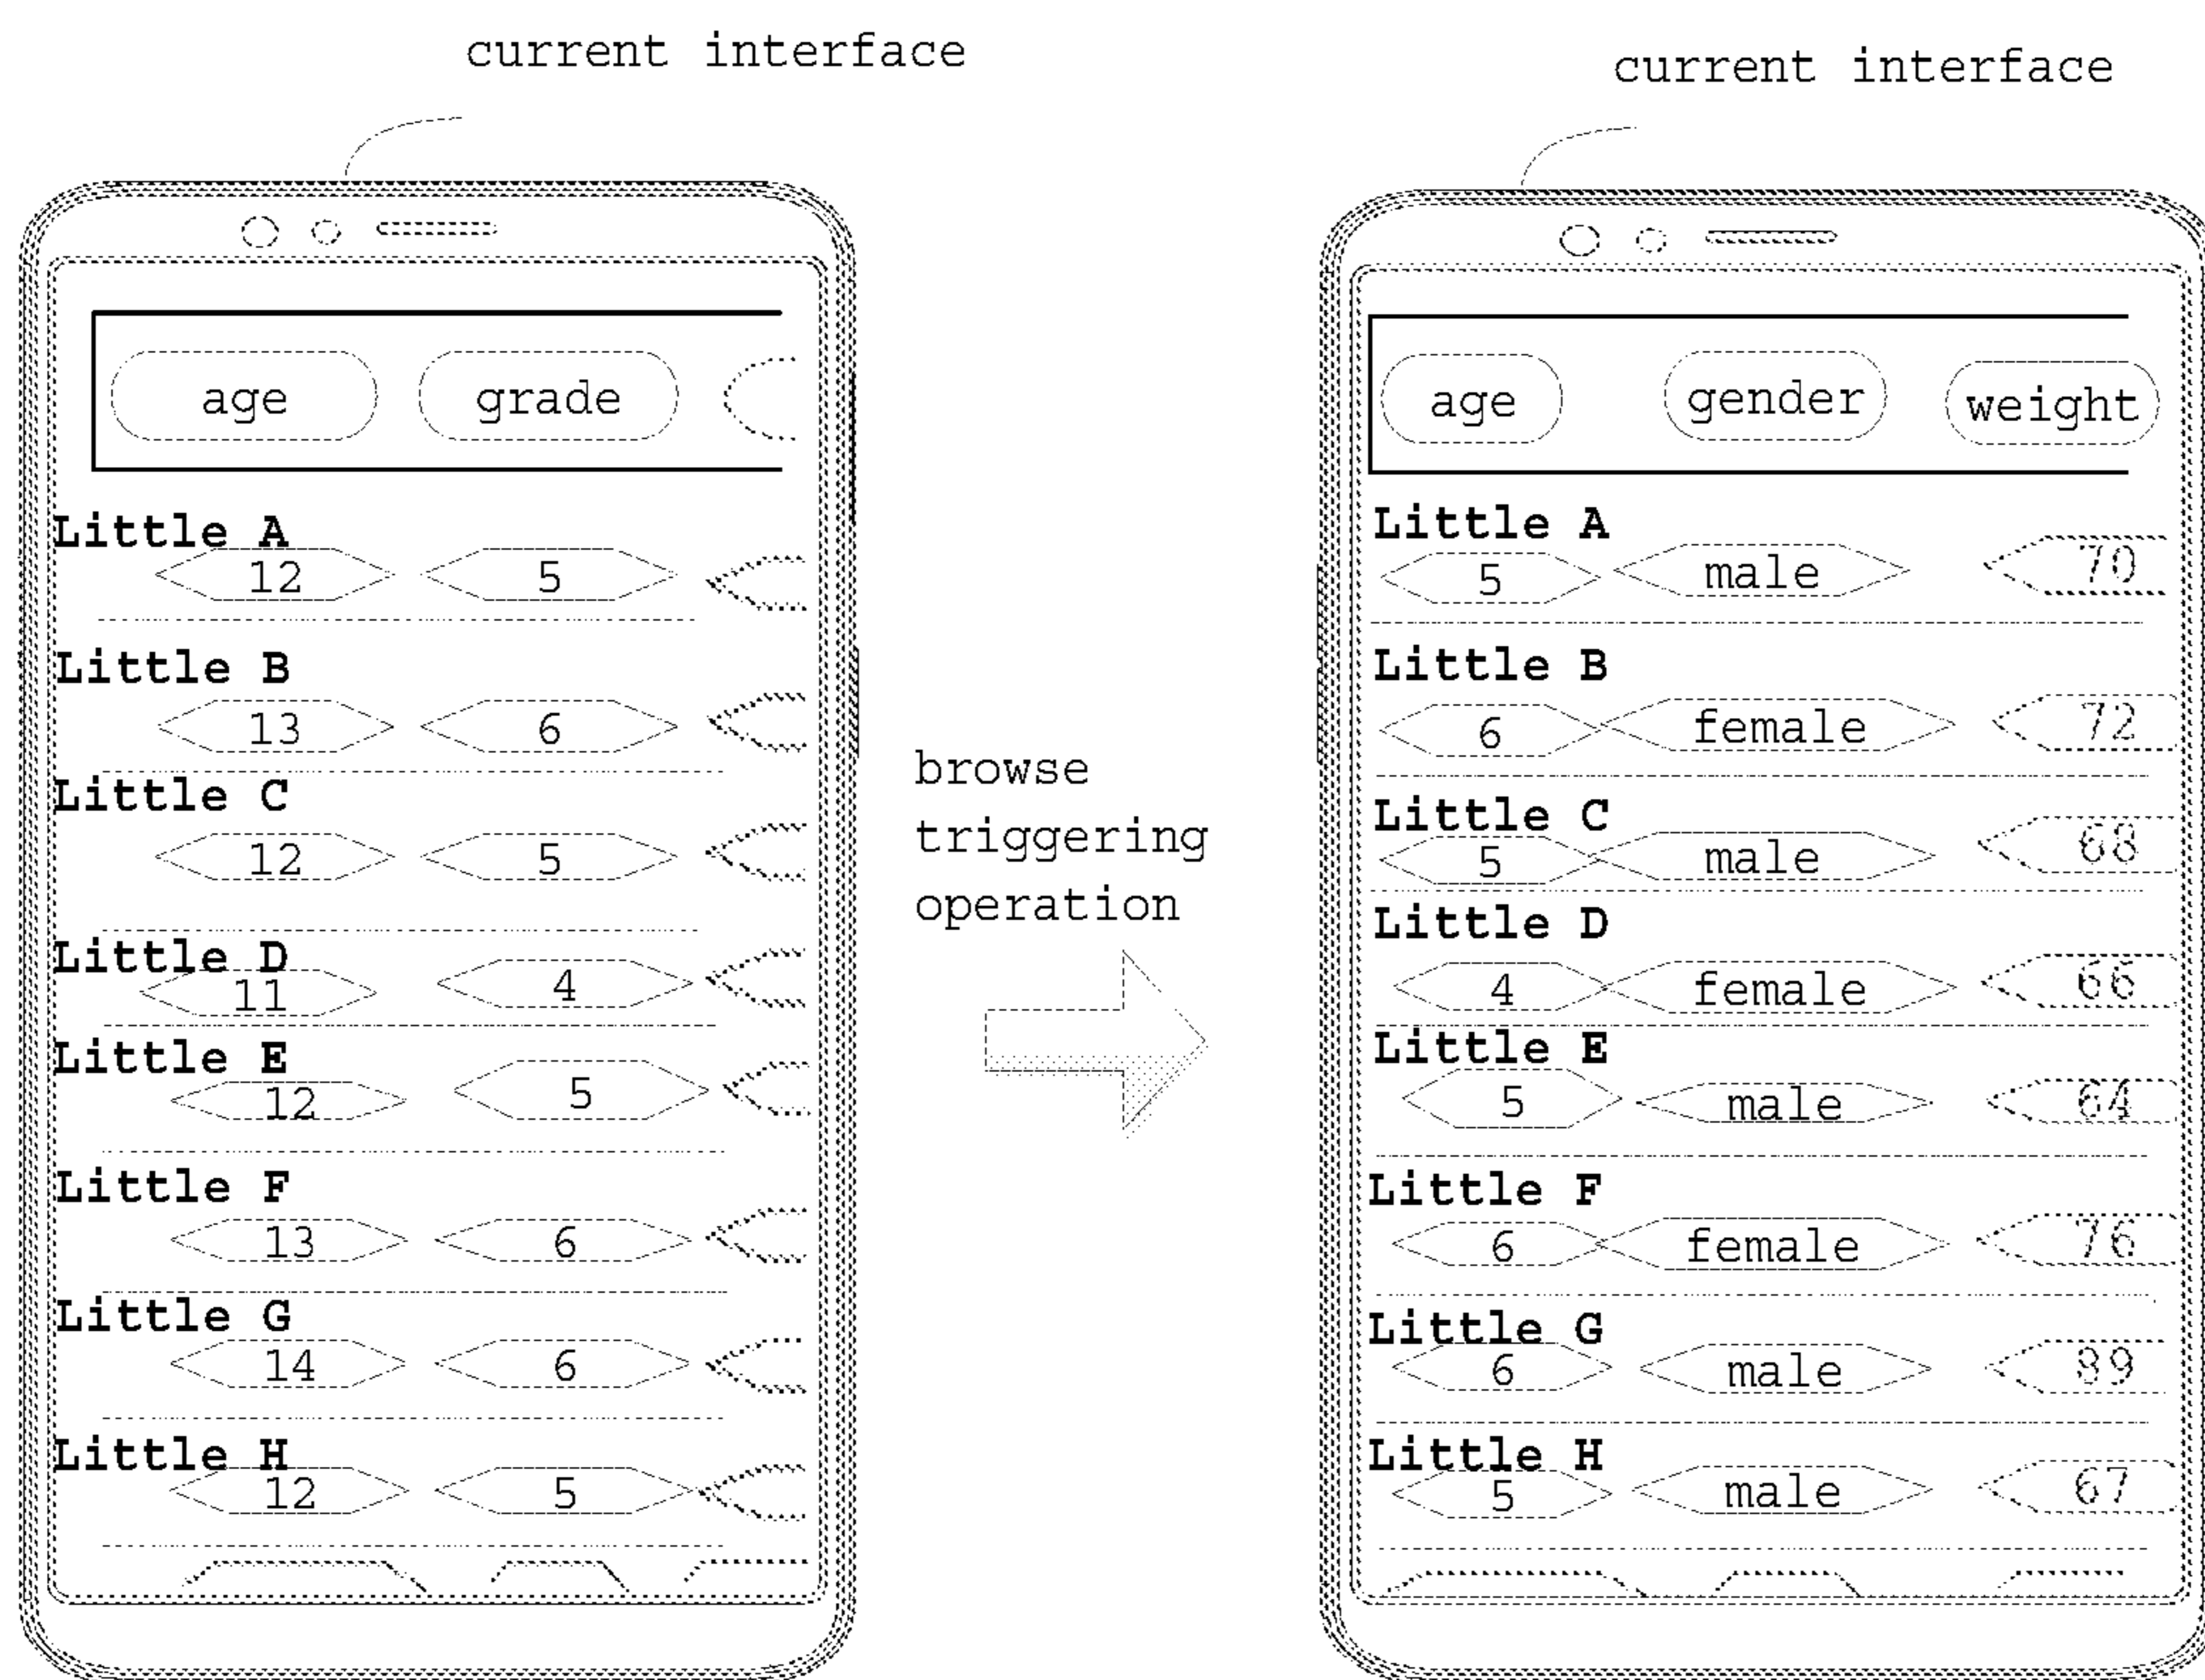 current interface
age grade
Little A
12 5
Little B
13 6
Little C
12 5
Little D
11 4
Little E
12 5
Little F
13 6
Little G
14 6
Little H
12 5
browse
triggering
operation
current interface
age gender weight
Little A
5 male 70
Little B
6 female 72
Little C
5 male 68
Little D
4 female 66
Little E
5 male 64
Little F
6 female 76
Little G
6 male 89
Little H
5 male 67